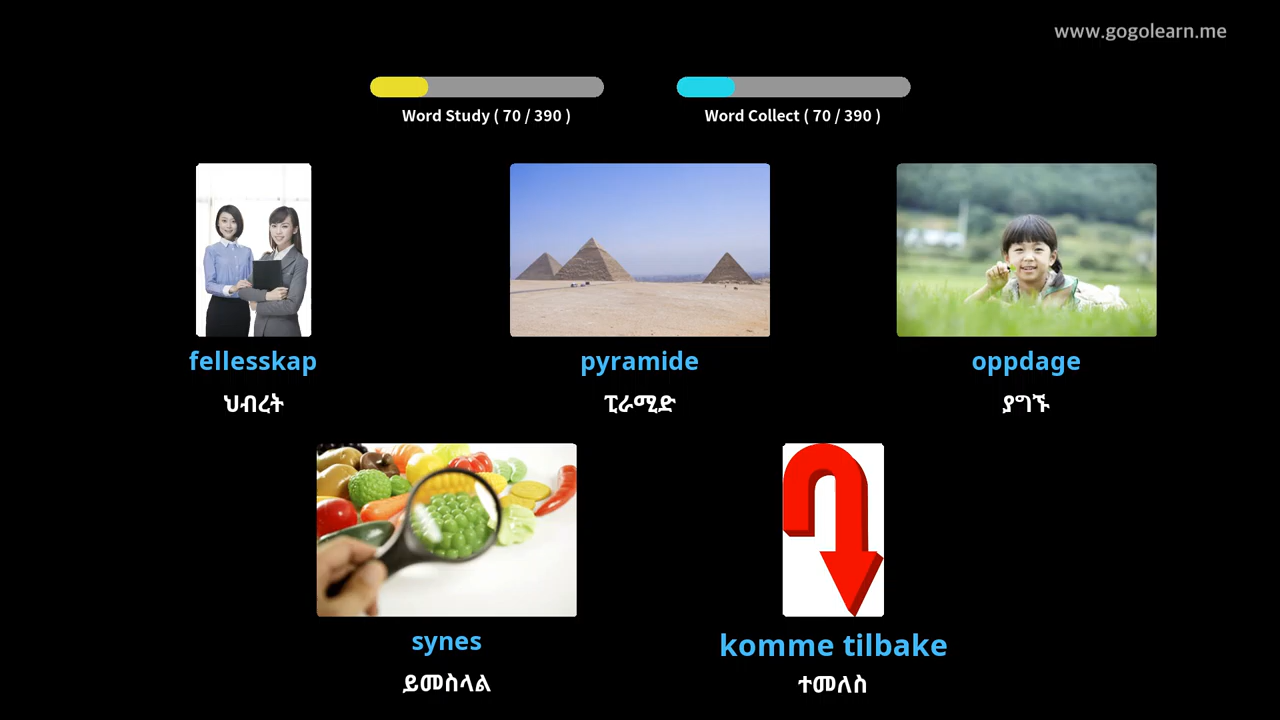 www.gogolearn.me
Word Study ( 70 / 390 )
Word Collect ( 70 / 390 )
fellesskap
ህብረት
pyramide
ፒራሚድ
oppdage
ያግኙ
synes
ይመስላል
komme tilbake
ተመለስ